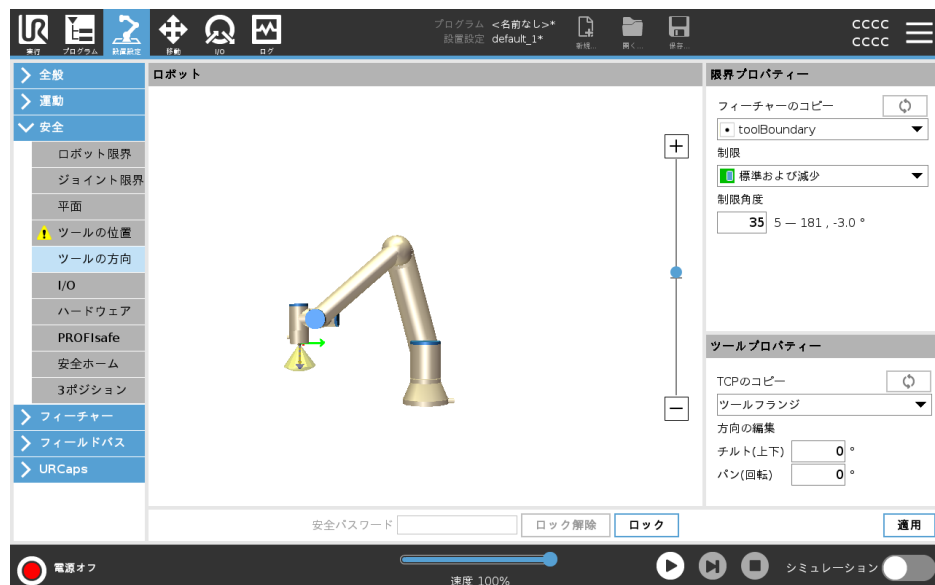 プログラム <名前なし>*
設置設定 default_1*
CCCC
CCCC
実行 プログラム 設置設定 移動 I/O ログ 新規... 開く... 保存...
全般
運動
安全
ロボット限界
ジョイント限界
平面
ツールの位置
ツールの方向
I/O
ハードウェア
PROFIsafe
安全ホーム
3ポジション
フィーチャー
フィールドバス
URCaps
ロボット
限界プロパティー
フィーチャーのコピー
toolBoundary
制限
標準および減少
制限角度
35 5 — 181 , -3.0 °
ツールプロパティー
TCPのコピー
ツールフランジ
方向の編集
チルト(上下) 0 °
パン(回転) 0 °
安全パスワード ロック解除 ロック 適用
電源オフ
速度 100%
シミュレーション